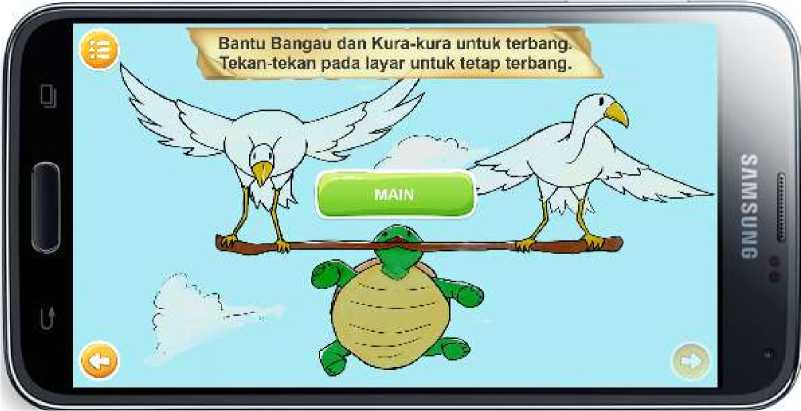 Bantu Bangau dan Kura-kura untuk terbang.
Tekan-tekan pada layar untuk tetap terbang.
MAIN
SAMSUNG